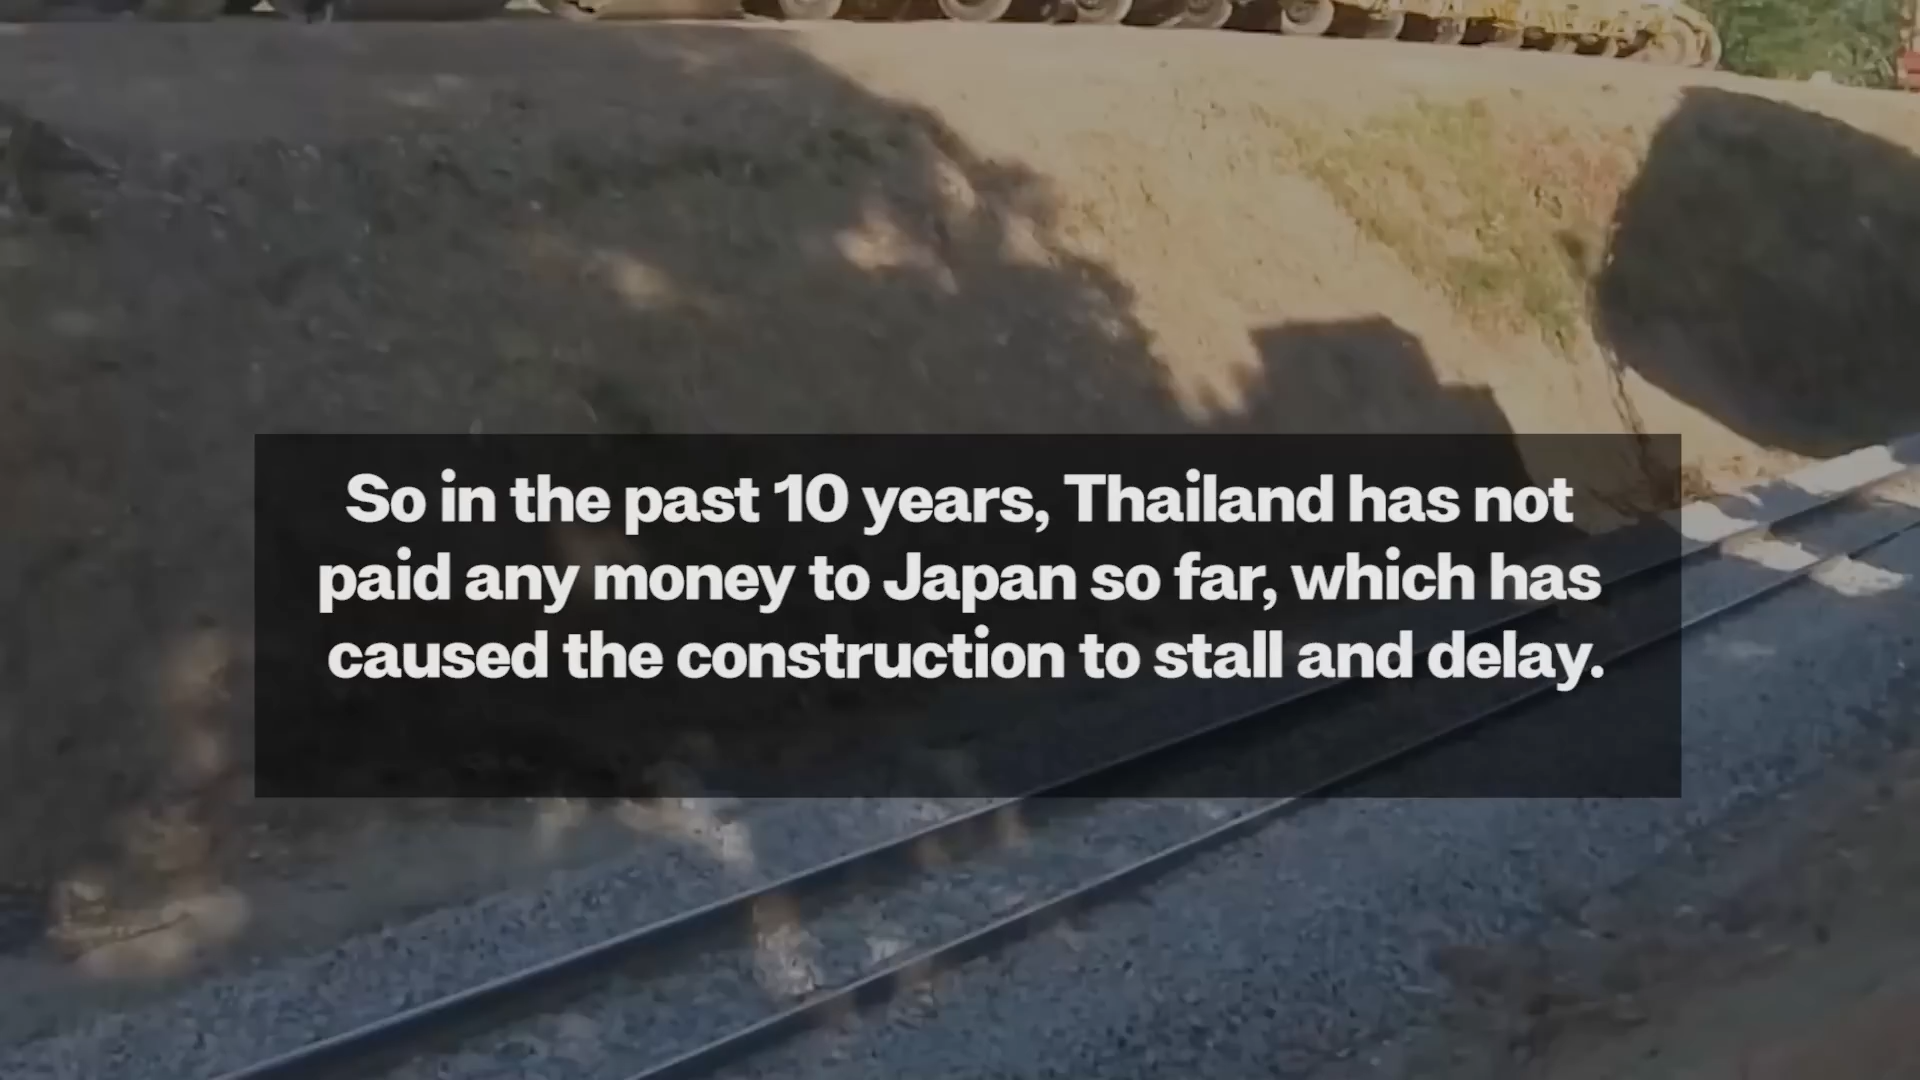 So in the past 10 years, Thailand has not
paid any money to Japan so far, which has
caused the construction to stall and delay.